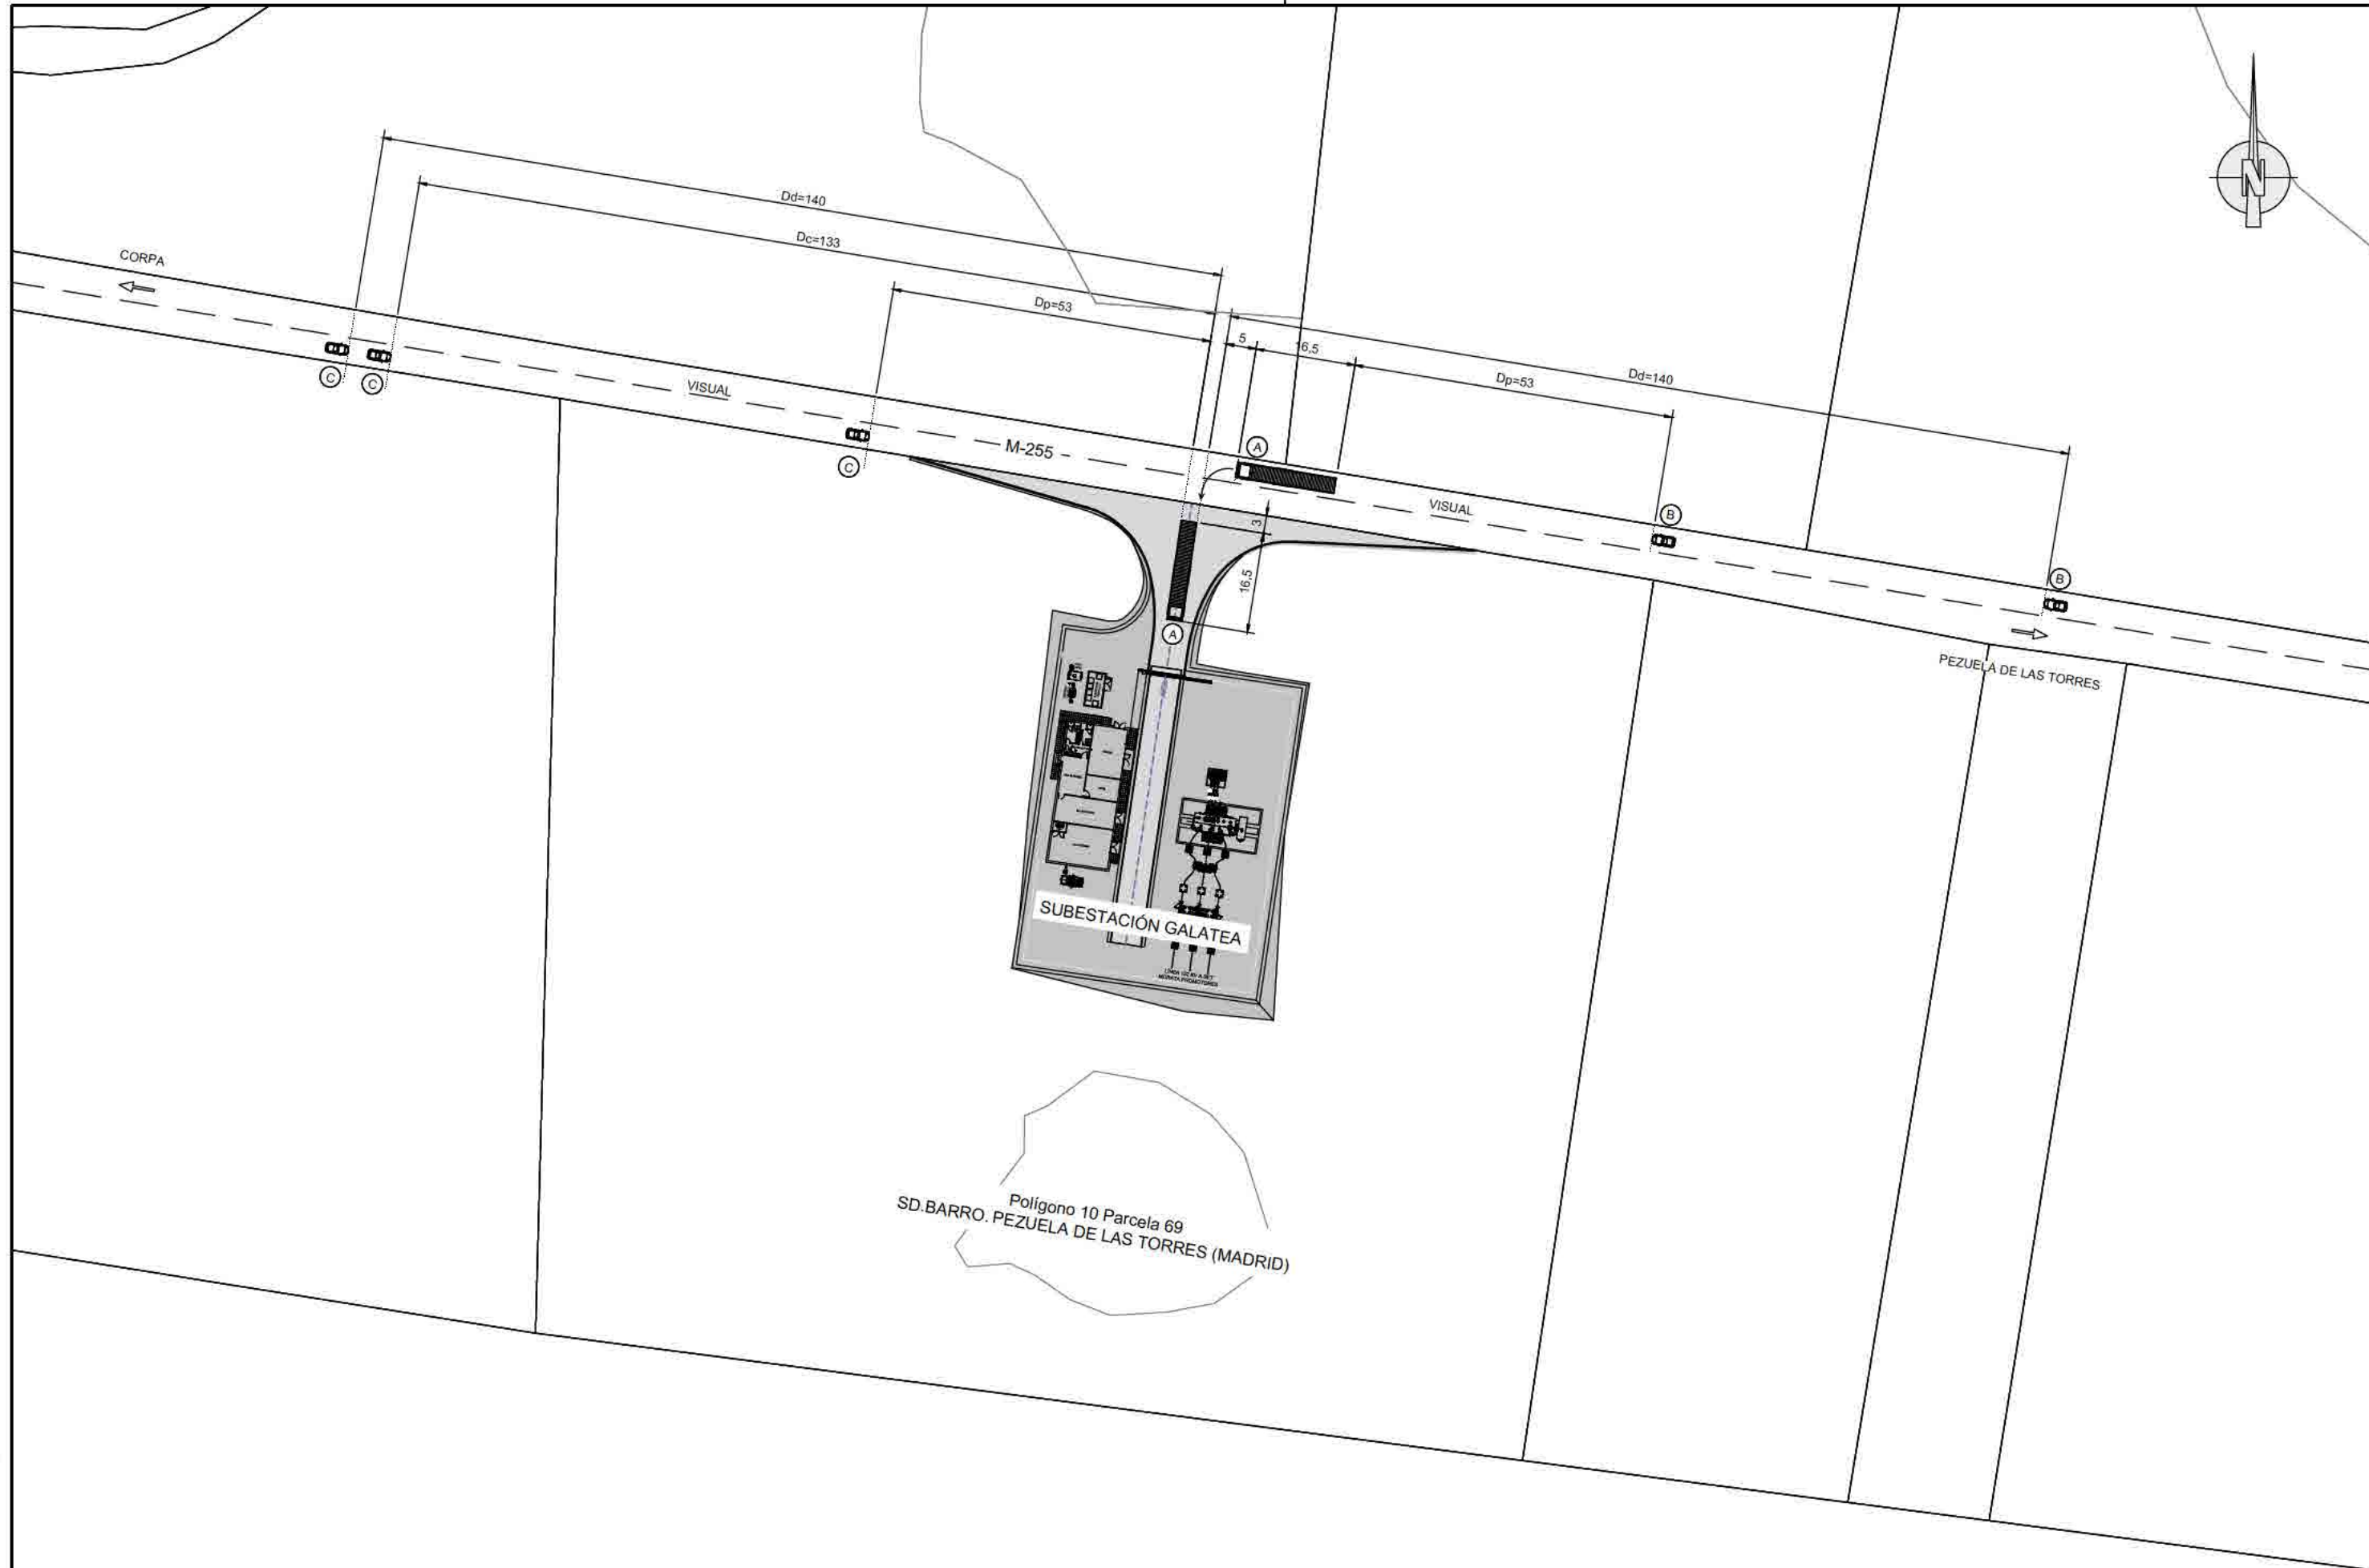 N
Dd=140
Dc=133
CORPA
Dp=53
5
16,5
Dd=140
Dp=53
VISUAL
C
C
M-255
A
C
VISUAL
B
3
16,5
B
A
PEZUELA DE LAS TORRES
SUBESTACIÓN GALATEA
Polígono 10 Parcela 69
SD.BARRO. PEZUELA DE LAS TORRES (MADRID)